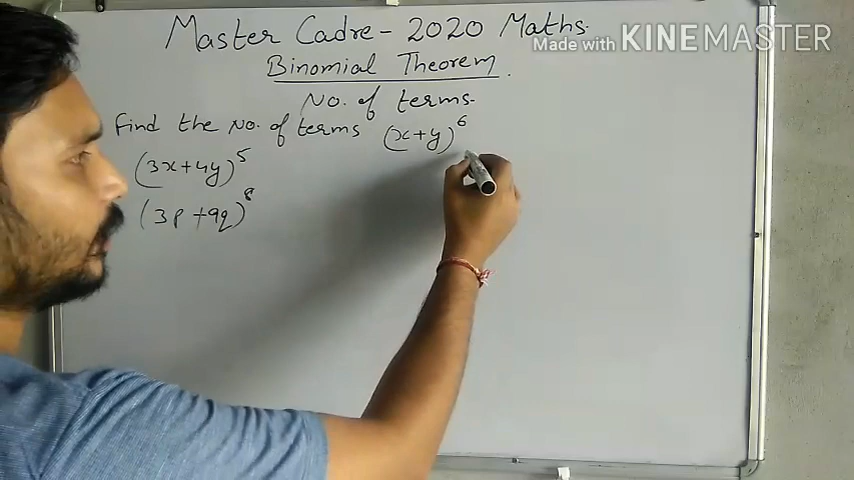 Master Cadre - 2020 Maths.
Made with KINEMASTER
Binomial Theorem.
No. of terms.
Find the No. of terms (x+y)^6
(3x+4y)^5
(3p+9q)^8